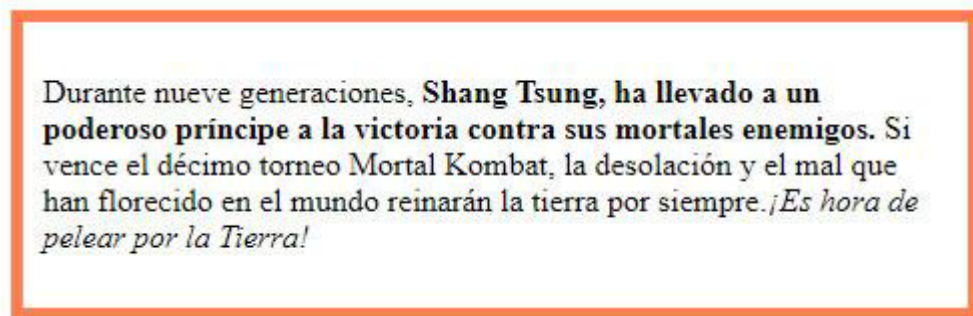 Durante nueve generaciones, Shang Tsung, ha llevado a un
poderoso príncipe a la victoria contra sus mortales enemigos. Si
vence el décimo torneo Mortal Kombat, la desolación y el mal que
han florecido en el mundo reinarán la tierra por siempre.¡Es hora de
pelear por la Tierra!